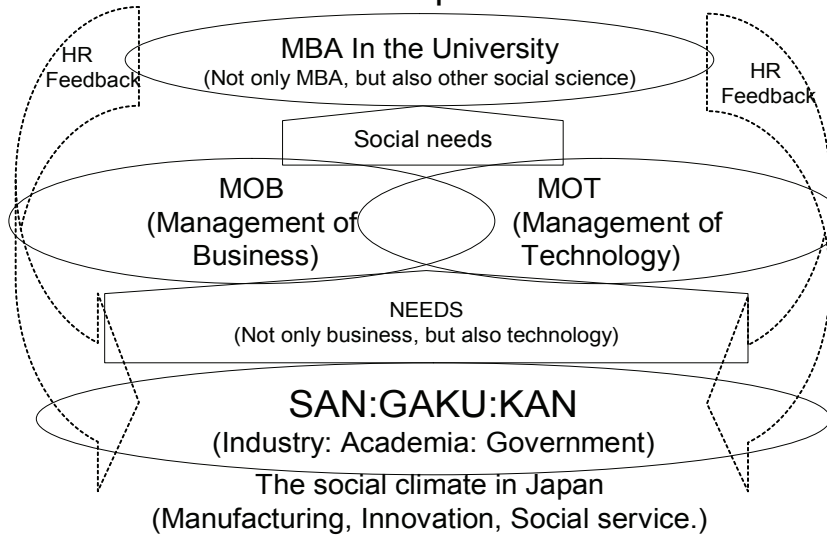 MBA In the University
(Not only MBA, but also other social science)
HR
Feedback
HR
Feedback
Social needs
MOB
(Management of
Business)
MOT
(Management of
Technology)
NEEDS
(Not only business, but also technology)
SAN:GAKU:KAN
(Industry: Academia: Government)
The social climate in Japan
(Manufacturing, Innovation, Social service.)